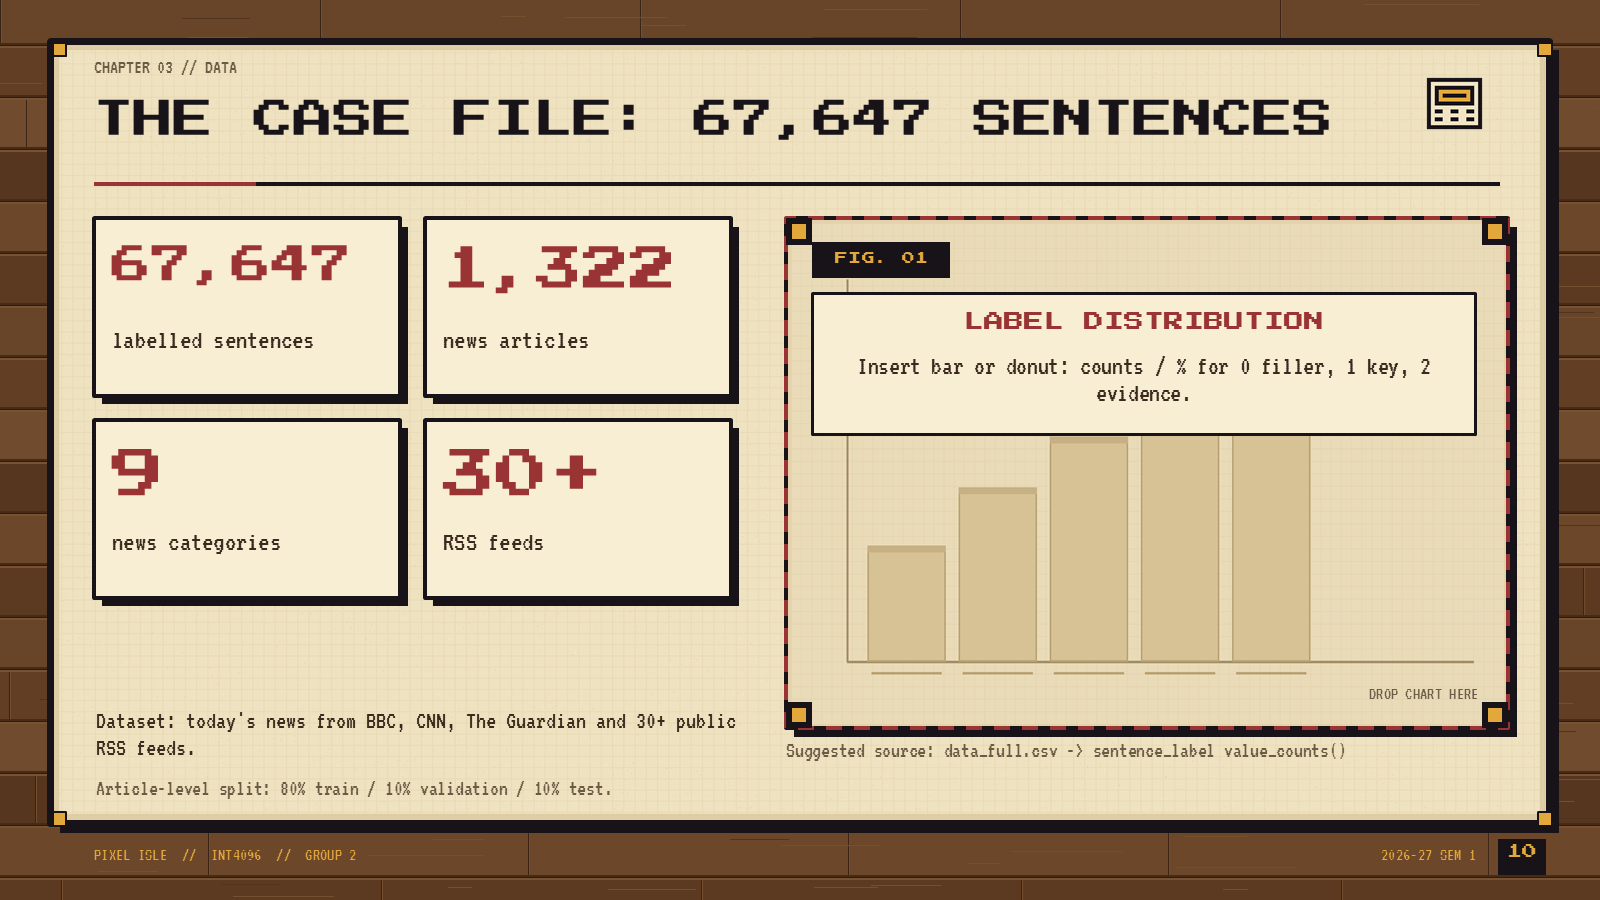 CHAPTER 03 // DATA
THE CASE FILE: 67,647 SENTENCES
67,647
labelled sentences
1,322
news articles
9
news categories
30+
RSS feeds
Dataset: today's news from BBC, CNN, The Guardian and 30+ public
RSS feeds.
Article-level split: 80% train / 10% validation / 10% test.
FIG. 01
LABEL DISTRIBUTION
Insert bar or donut: counts / % for 0 filler, 1 key, 2
evidence.
DROP CHART HERE
Suggested source: data_full.csv -> sentence_label value_counts()
PIXEL ISLE // INT4096 // GROUP 2
2026-27 SEM 1
10